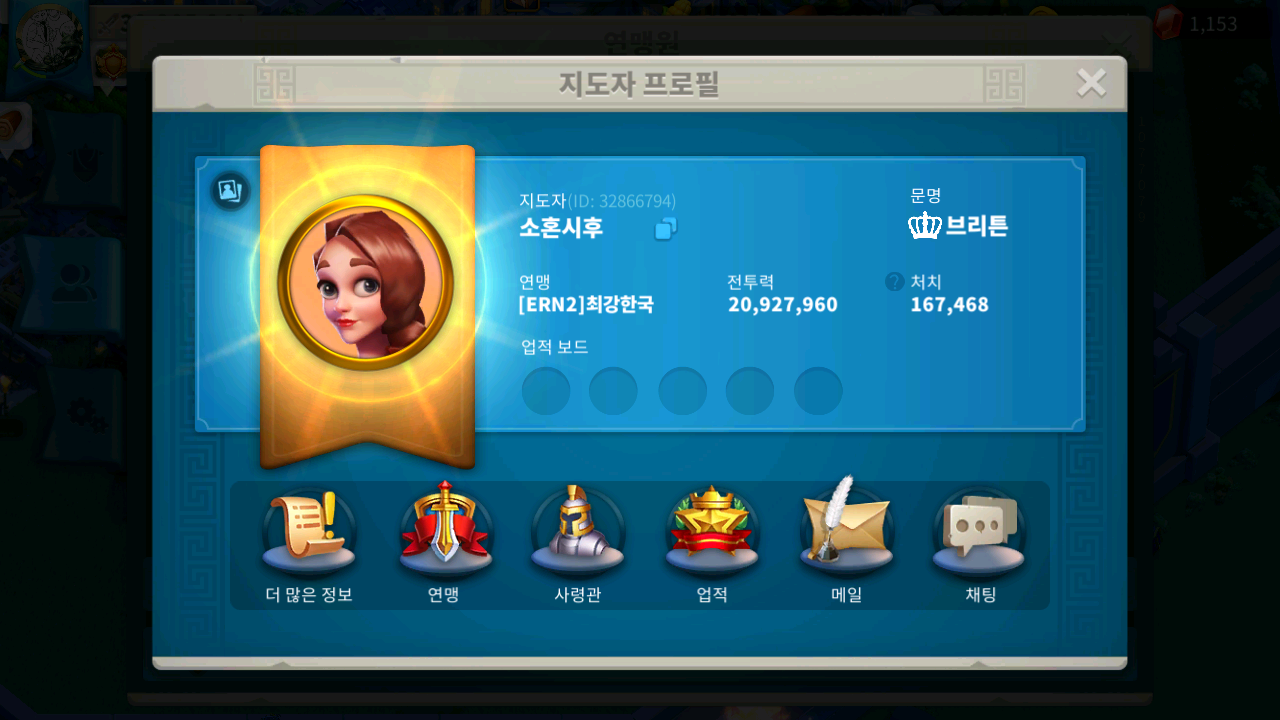 1,153
연맹원
지도자 프로필
지도자(ID: 32866794)
소혼시후
문명
브리튼
연맹
[ERN2]최강한국
전투력
20,927,960
? 처치
167,468
업적 보드
더 많은 정보
연맹
사령관
업적
메일
채팅